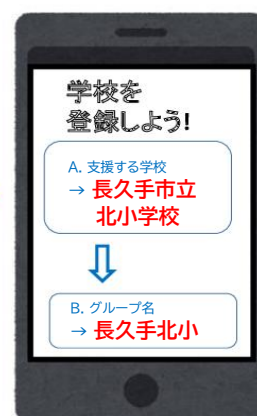 学校を
登録しよう!
A. 支援する学校
→ 長久手市立
北小学校
B. グループ名
→ 長久手北小